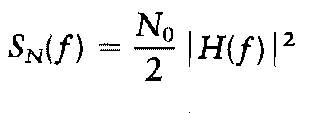 S_N(f) = \frac{N_0}{2} |H(f)|^2